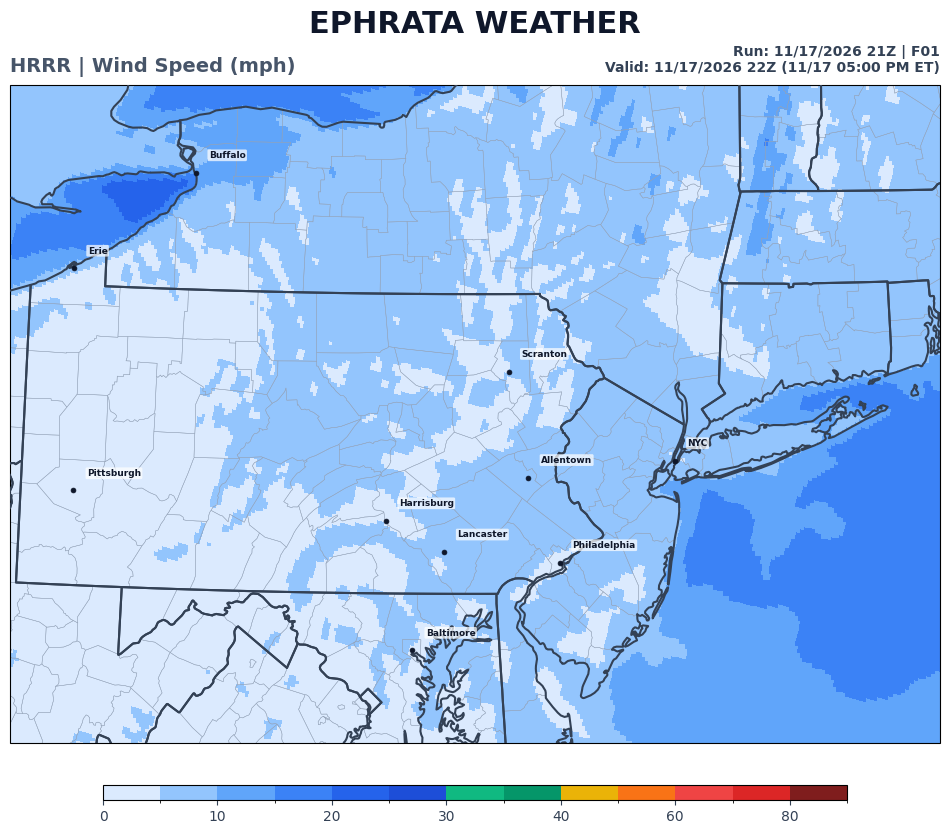 EPHRATA WEATHER
HRRR | Wind Speed (mph)
Run: 11/17/2026 21Z | F01
Valid: 11/17/2026 22Z (11/17 05:00 PM ET)
Buffalo
Erie
Scranton
NYC
Allentown
Pittsburgh
Harrisburg
Lancaster
Philadelphia
Baltimore
0 10 20 30 40 50 60 70 80